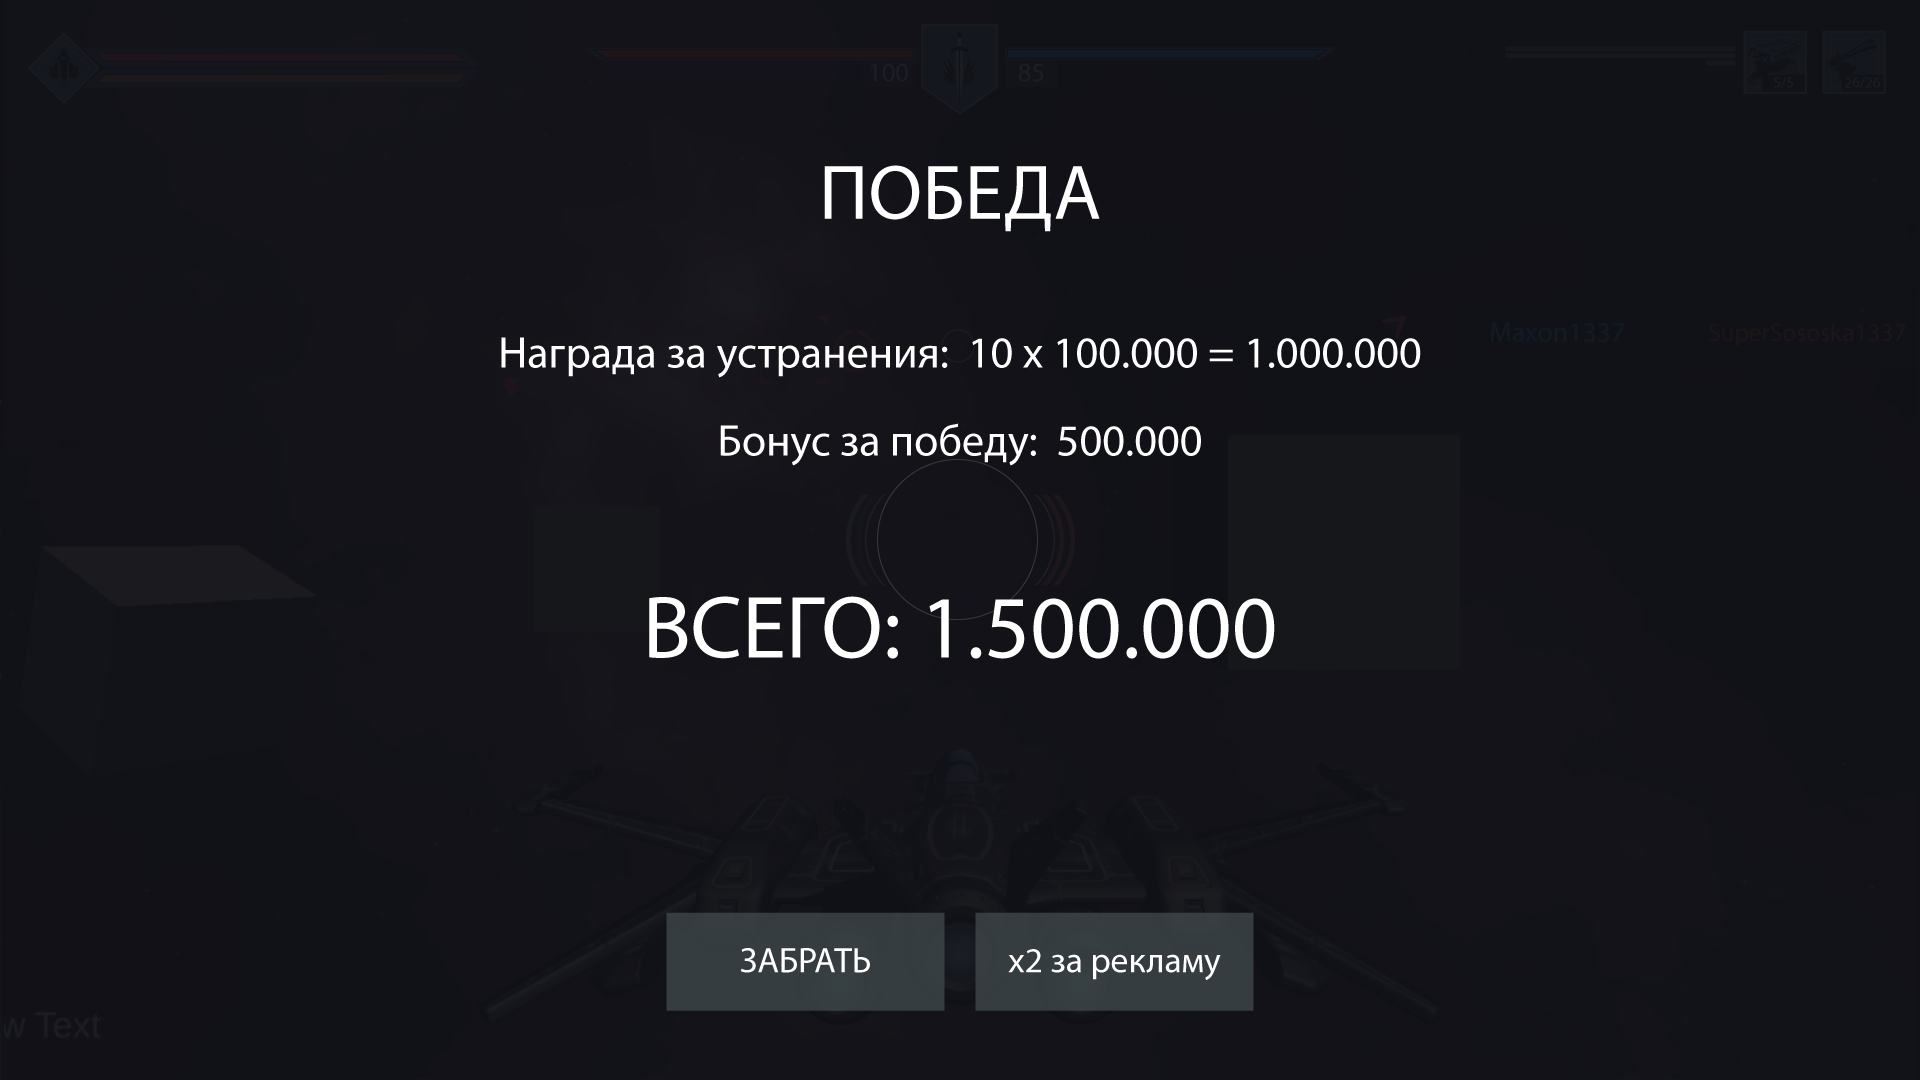 100
85
5/5
26/26
ПОБЕДА
Maxon1337
SuperSososka1337
Награда за устранения: 10 x 100.000 = 1.000.000
Бонус за победу: 500.000
ВСЕГО: 1.500.000
ЗАБРАТЬ
x2 за рекламу
w Text